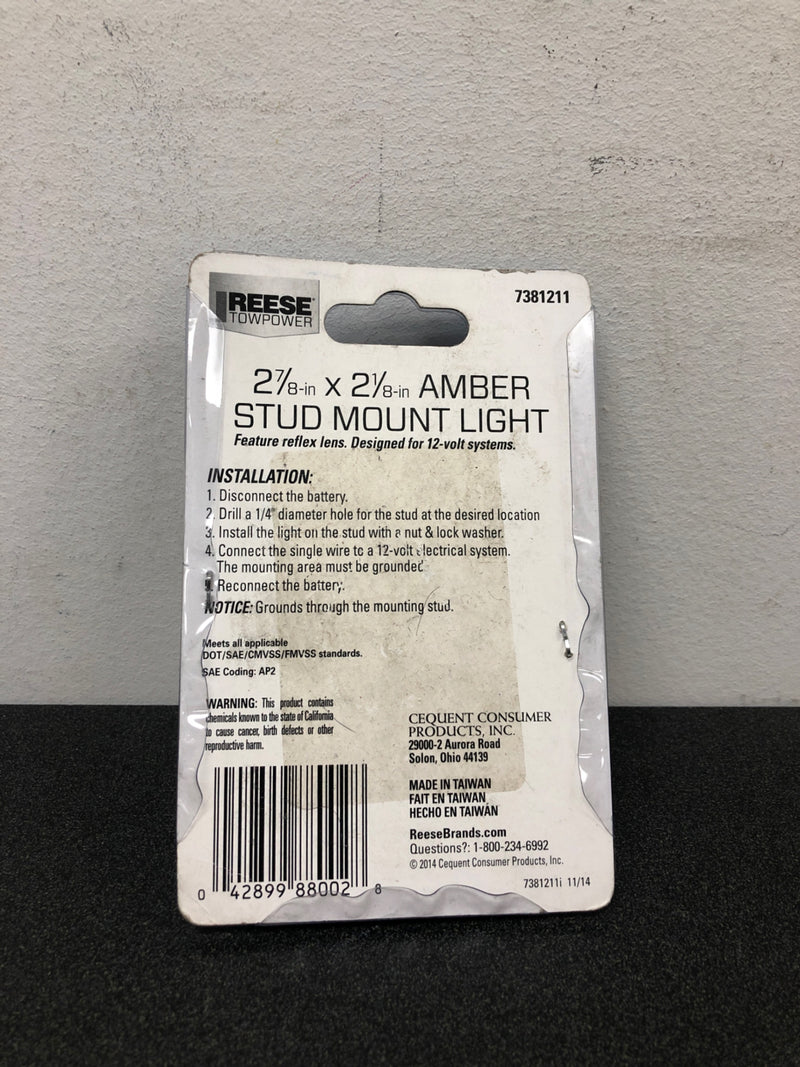 REESE
TOWPOWER
7381211
2⅞-in x 2⅛-in AMBER
STUD MOUNT LIGHT
Feature reflex lens. Designed for 12-volt systems.
INSTALLATION:
1. Disconnect the battery.
2. Drill a 1/4" diameter hole for the stud at the desired location
3. Install the light on the stud with a nut & lock washer.
4. Connect the single wire to a 12-volt electrical system.
The mounting area must be grounded
5. Reconnect the battery.
NOTICE: Grounds through the mounting stud.
Meets all applicable
DOT/SAE/CMVSS/FMVSS standards.
SAE Coding: AP2
WARNING: This product contains
chemicals known to the state of California
to cause cancer, birth defects or other
reproductive harm.
CEQUENT CONSUMER
PRODUCTS, INC.
29000-2 Aurora Road
Solon, Ohio 44139
MADE IN TAIWAN
FAIT EN TAIWAN
HECHO EN TAIWÁN
ReeseBrands.com
Questions?: 1-800-234-6992
© 2014 Cequent Consumer Products, Inc.
7381211i 11/14
0 42899 88002 8